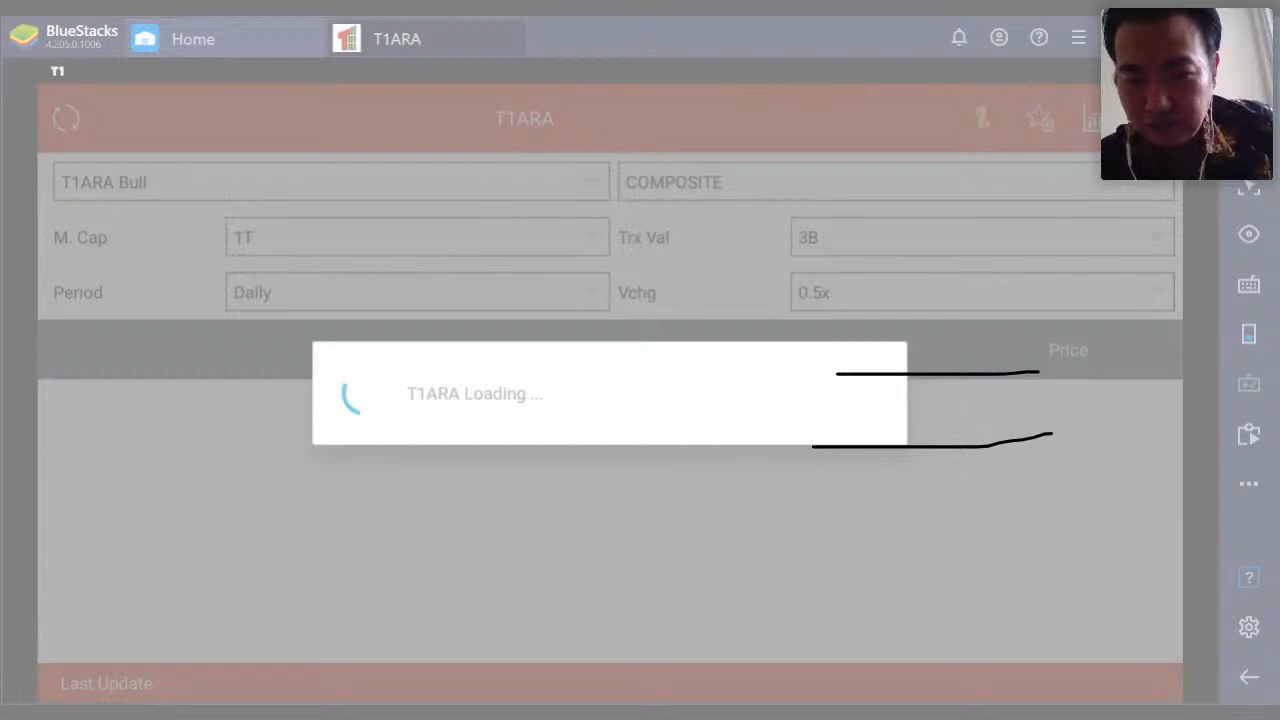 BlueStacks
4.205.0.1006
Home
T1ARA
T1
T1ARA
T1ARA Bull
COMPOSITE
M. Cap
1T
Trx Val
3B
Period
Daily
Vchg
0.5x
Price
T1ARA Loading ...
Last Update